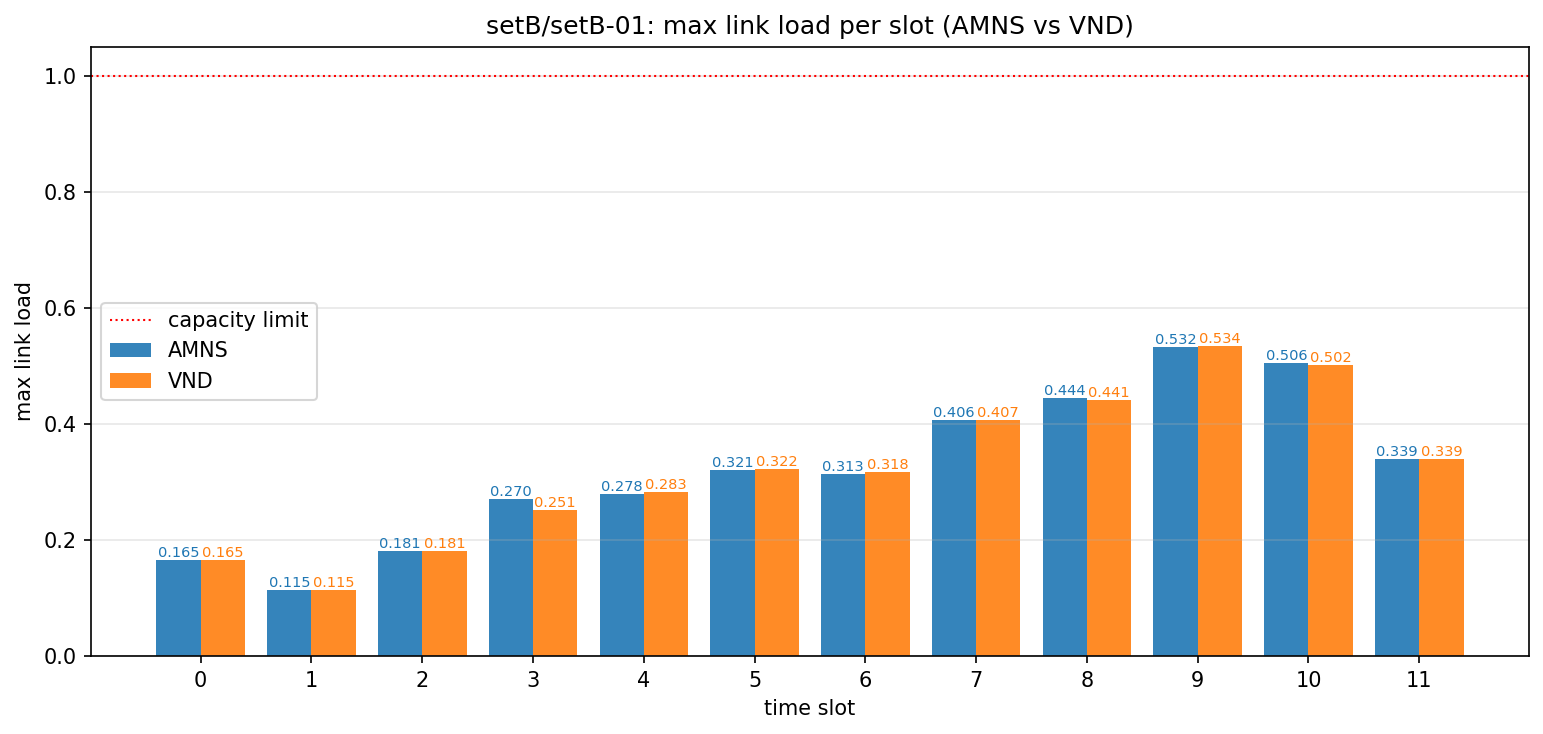 setB/setB-01: max link load per slot (AMNS vs VND)
max link load
1.0
0.8
0.6
0.4
0.2
0.0
capacity limit
AMNS
VND
0.165 0.165
0.115 0.115
0.181 0.181
0.270 0.251
0.278 0.283
0.321 0.322
0.313 0.318
0.406 0.407
0.444 0.441
0.532 0.534
0.506 0.502
0.339 0.339
0 1 2 3 4 5 6 7 8 9 10 11
time slot